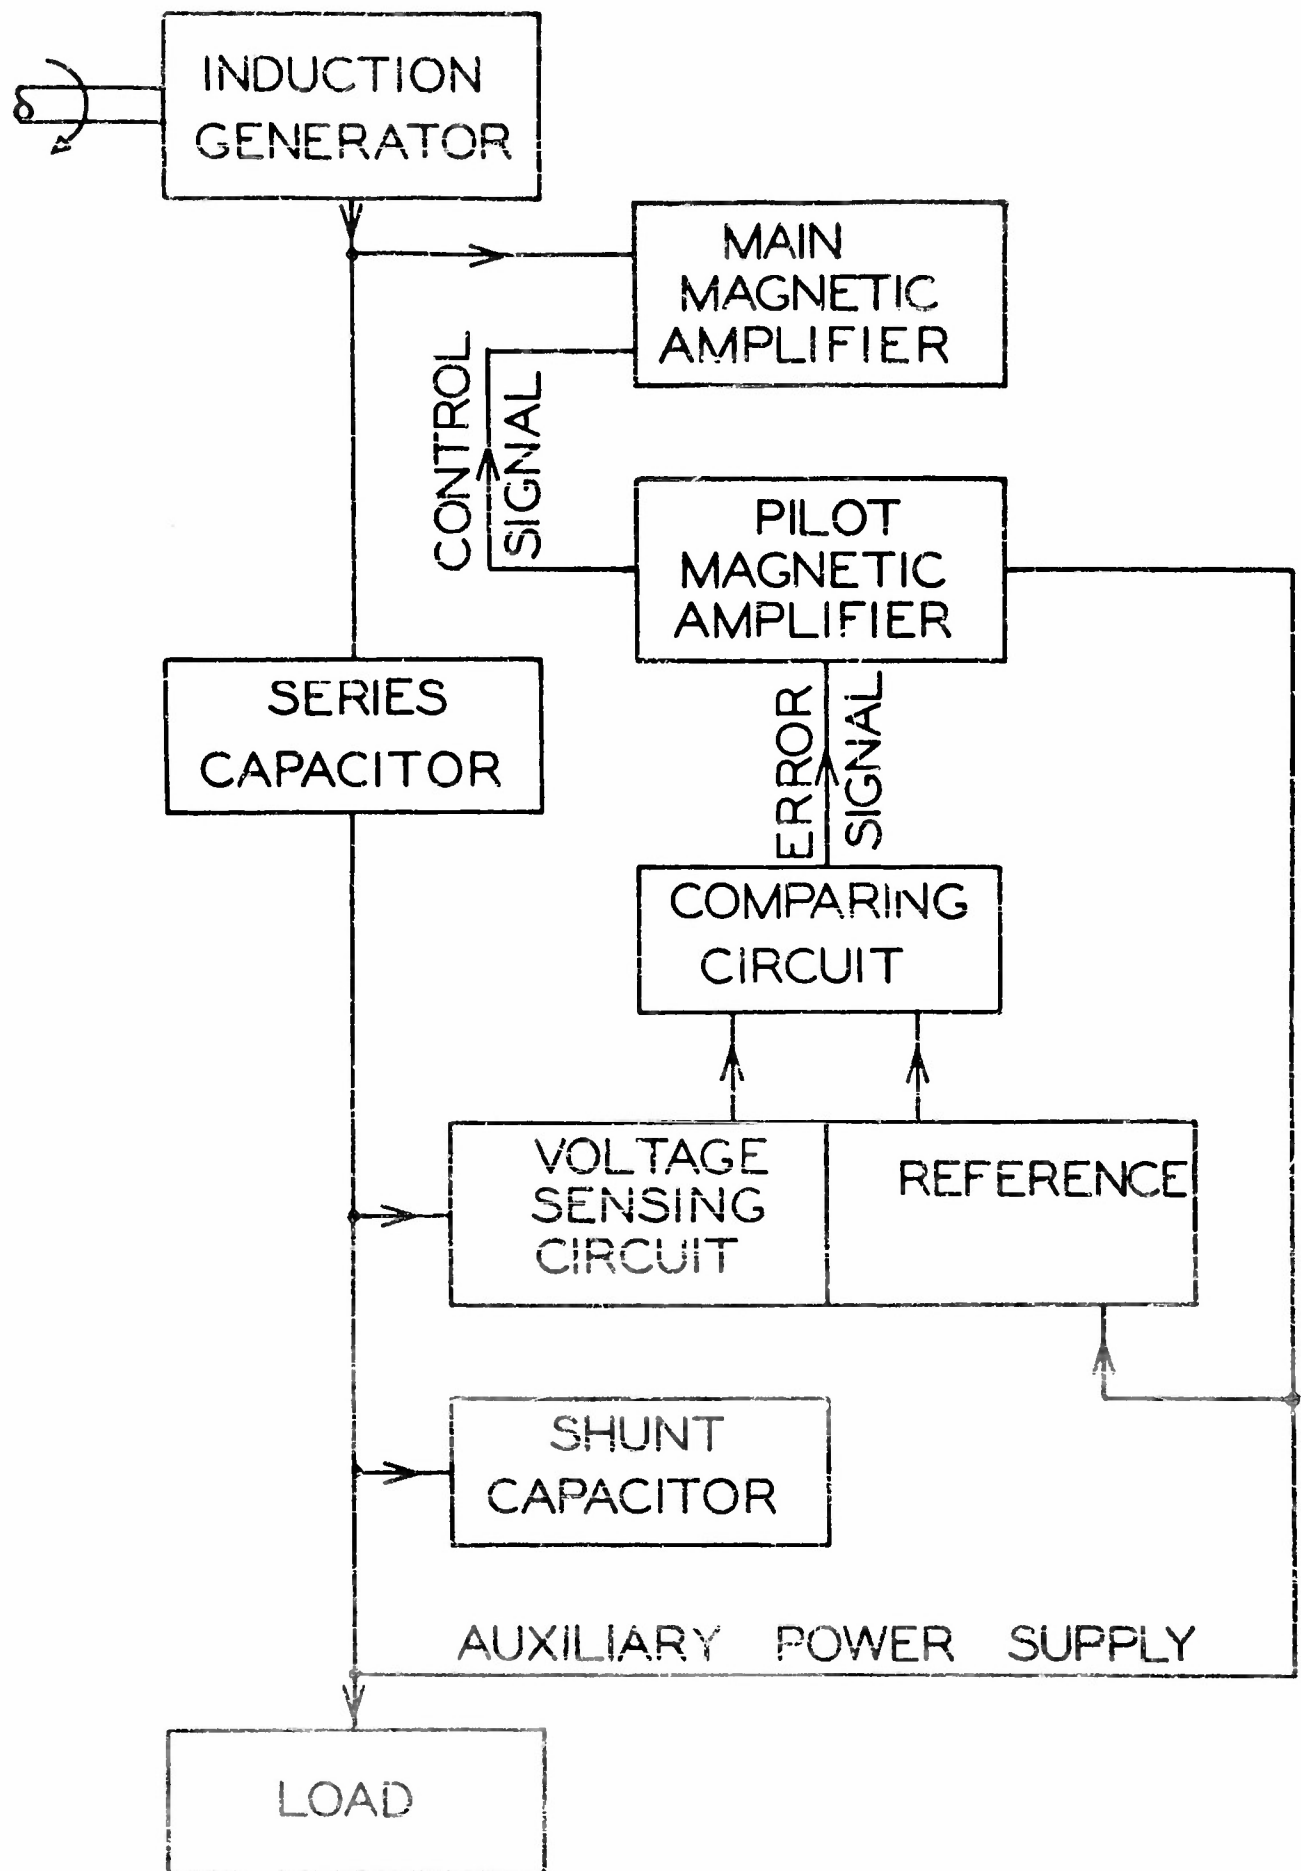 INDUCTION
GENERATOR
MAIN
MAGNETIC
AMPLIFIER
CONTROL
SIGNAL
PILOT
MAGNETIC
AMPLIFIER
SERIES
CAPACITOR
ERROR
SIGNAL
COMPARING
CIRCUIT
VOLTAGE
SENSING
CIRCUIT
REFERENCE
SHUNT
CAPACITOR
AUXILIARY POWER SUPPLY
LOAD